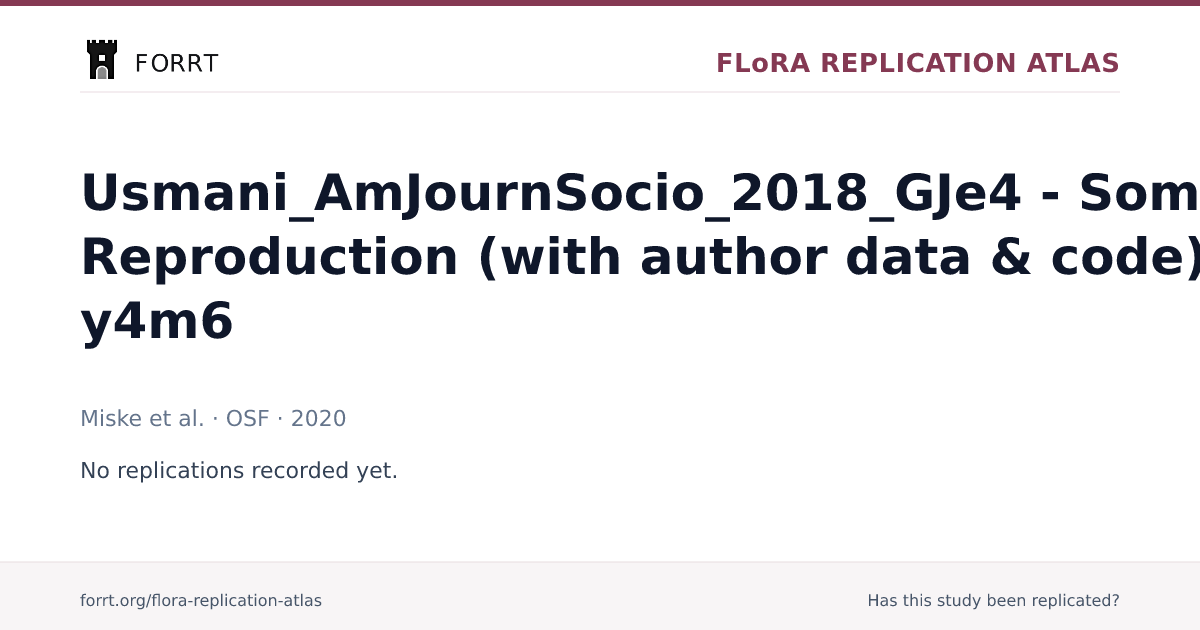 FORRT
FLoRA REPLICATION ATLAS
Usmani_AmJournSocio_2018_GJe4 - Som
Reproduction (with author data & code)
y4m6
Miske et al. · OSF · 2020
No replications recorded yet.
forrt.org/flora-replication-atlas
Has this study been replicated?